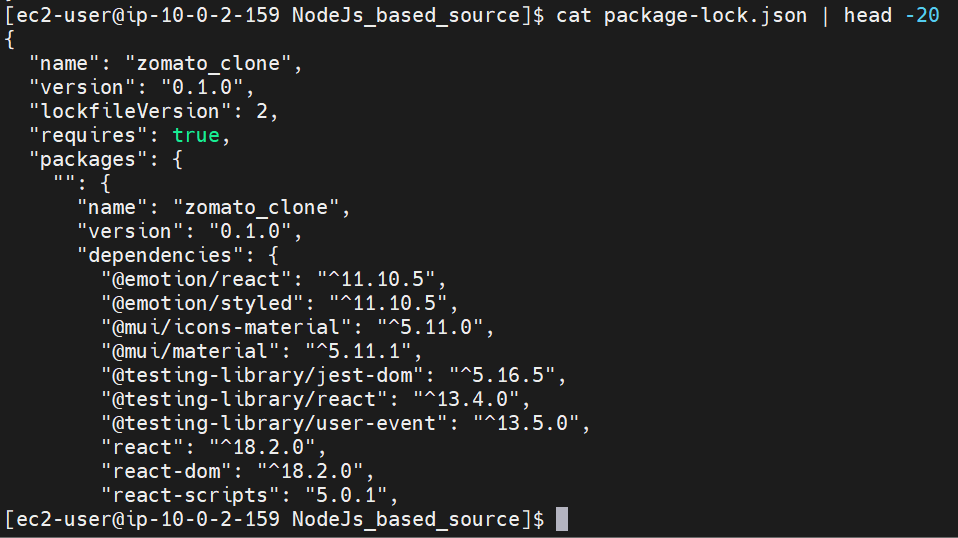 [ec2-user@ip-10-0-2-159 NodeJs_based_source]$ cat package-lock.json | head -20
{
  "name": "zomato_clone",
  "version": "0.1.0",
  "lockfileVersion": 2,
  "requires": true,
  "packages": {
    "": {
      "name": "zomato_clone",
      "version": "0.1.0",
      "dependencies": {
        "@emotion/react": "^11.10.5",
        "@emotion/styled": "^11.10.5",
        "@mui/icons-material": "^5.11.0",
        "@mui/material": "^5.11.1",
        "@testing-library/jest-dom": "^5.16.5",
        "@testing-library/react": "^13.4.0",
        "@testing-library/user-event": "^13.5.0",
        "react": "^18.2.0",
        "react-dom": "^18.2.0",
        "react-scripts": "5.0.1",
[ec2-user@ip-10-0-2-159 NodeJs_based_source]$